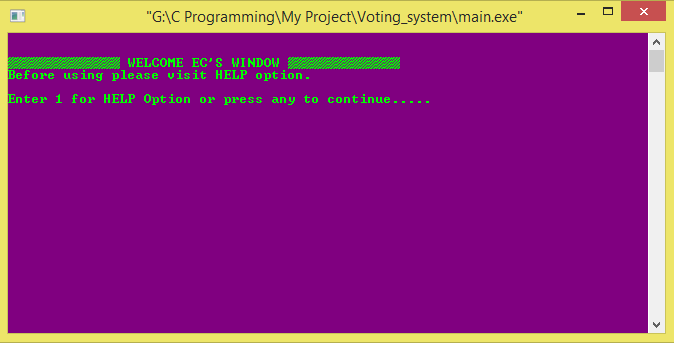 "G:\C Programming\My Project\Voting_system\main.exe"
WELCOME EC'S WINDOW
Before using please visit HELP option.
Enter 1 for HELP Option or press any to continue.....